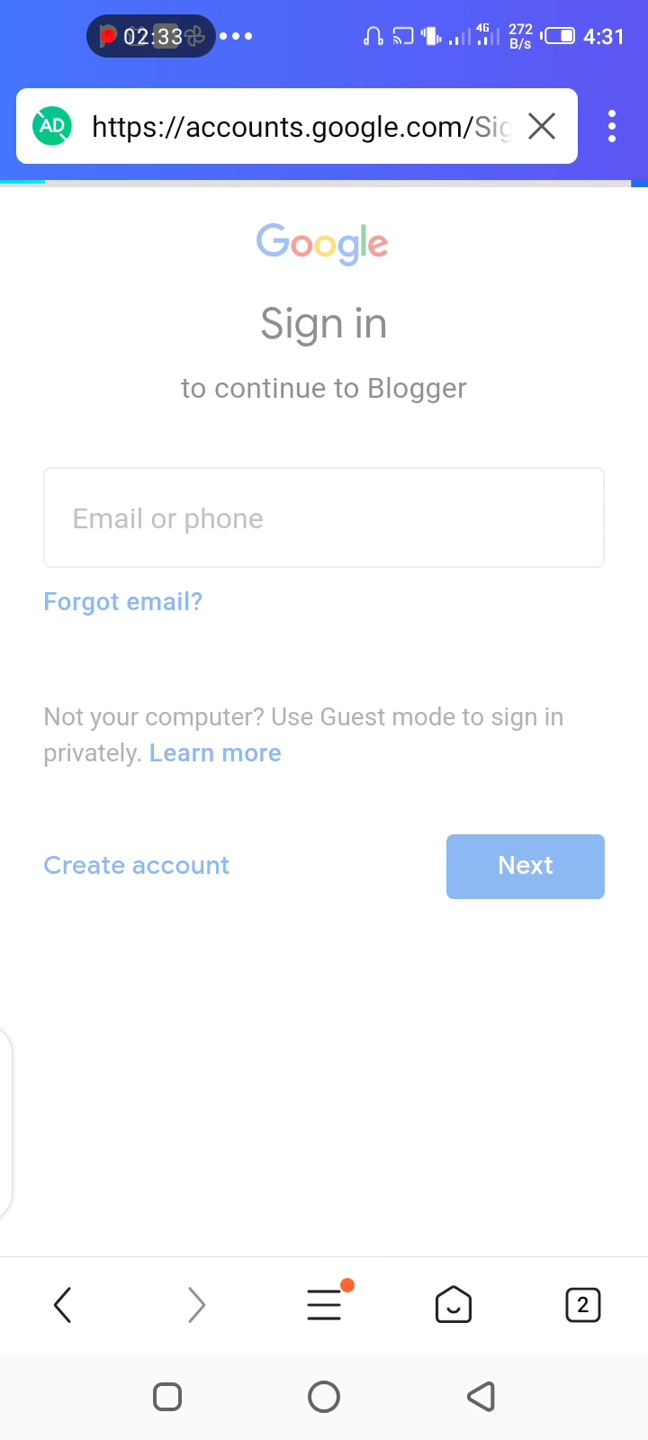 02:33
4G
272
B/s
4:31
AD
https://accounts.google.com/Sig
Google
Sign in
to continue to Blogger
Email or phone
Forgot email?
Not your computer? Use Guest mode to sign in
privately. Learn more
Create account
Next
2